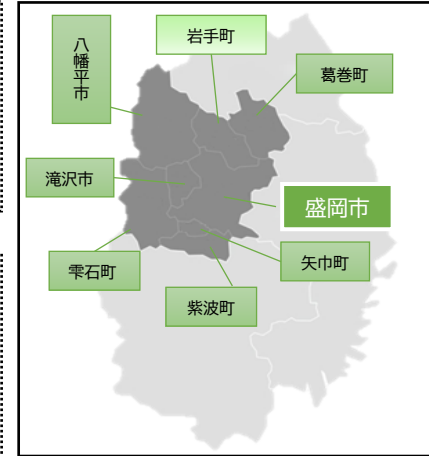 八幡平市
岩手町
葛巻町
滝沢市
盛岡市
雫石町
矢巾町
紫波町